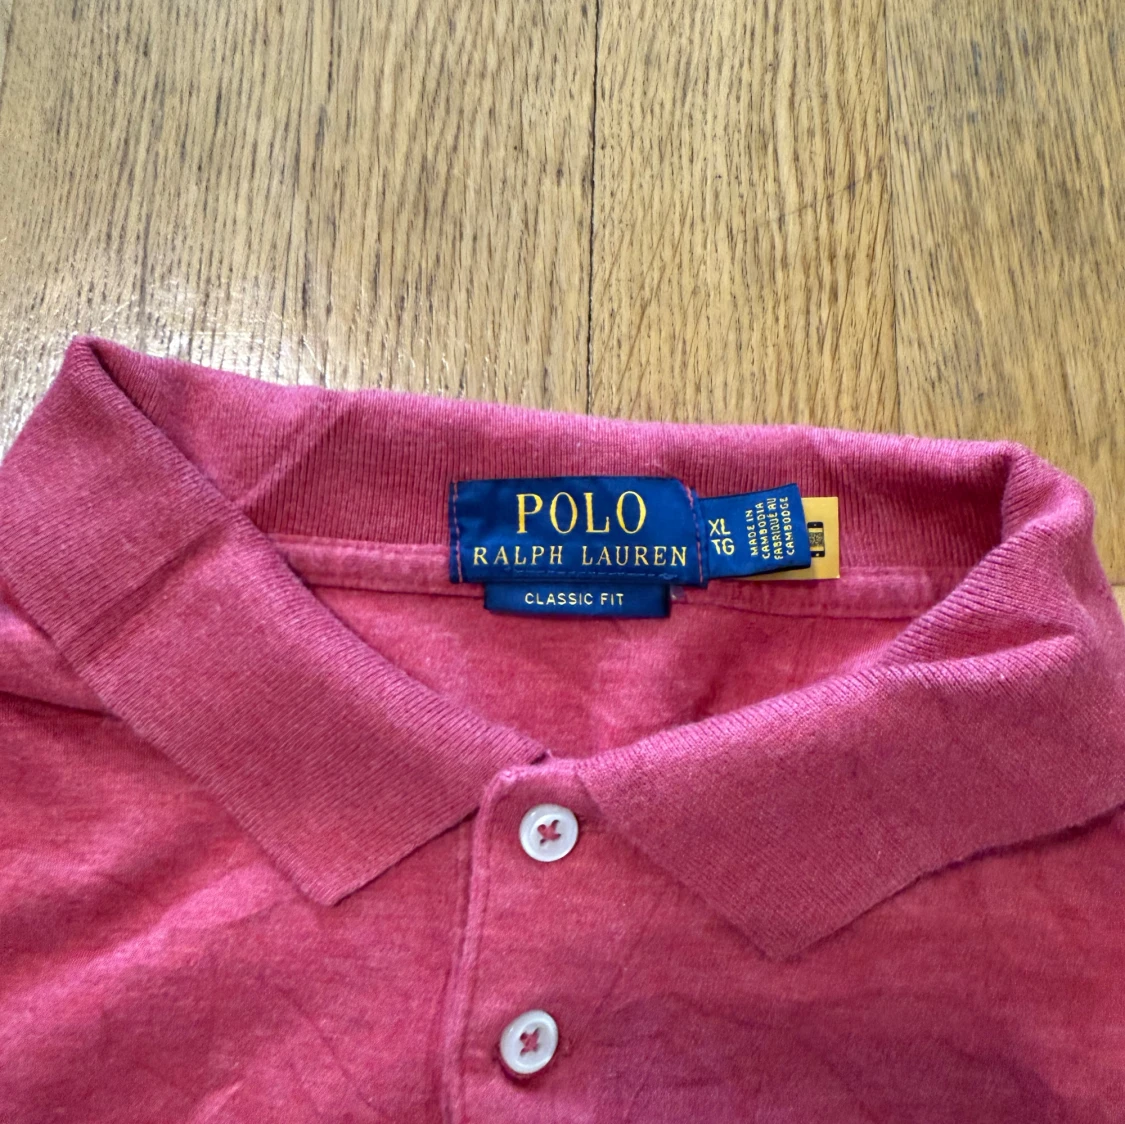 POLO
RALPH LAUREN
CLASSIC FIT
XL
TG
MADE IN
CAMBODIA
FABRIQUÉ AU
CAMBODGE